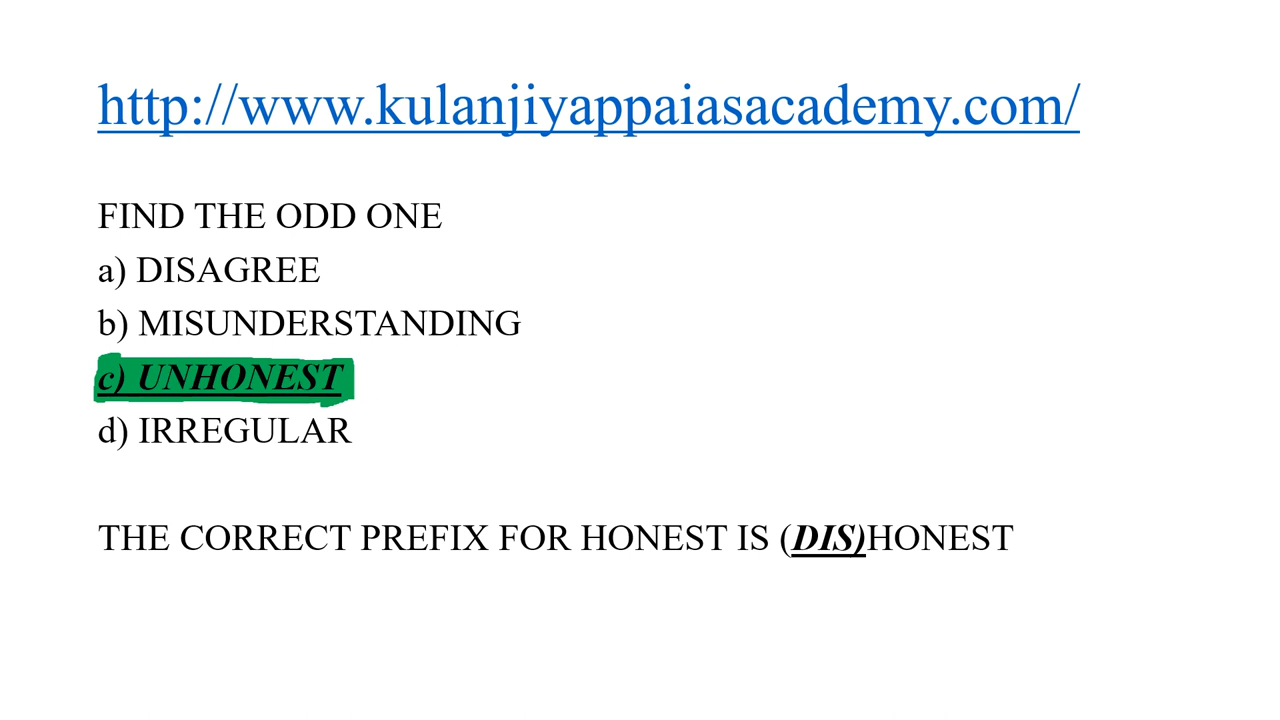 http://www.kulanjiyappaiasacademy.com/
FIND THE ODD ONE
a) DISAGREE
b) MISUNDERSTANDING
c) UNHONEST
d) IRREGULAR
THE CORRECT PREFIX FOR HONEST IS (DIS)HONEST